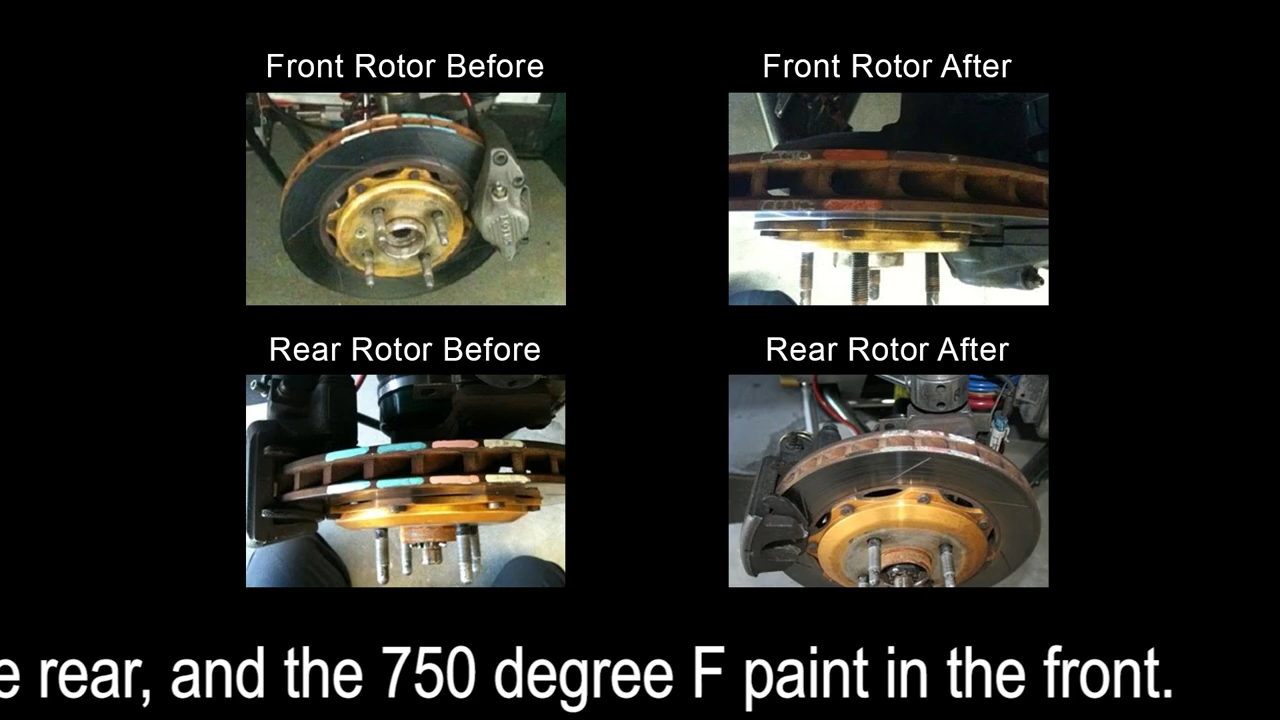 Front Rotor Before
Front Rotor After
Rear Rotor Before
Rear Rotor After
rear, and the 750 degree F paint in the front.